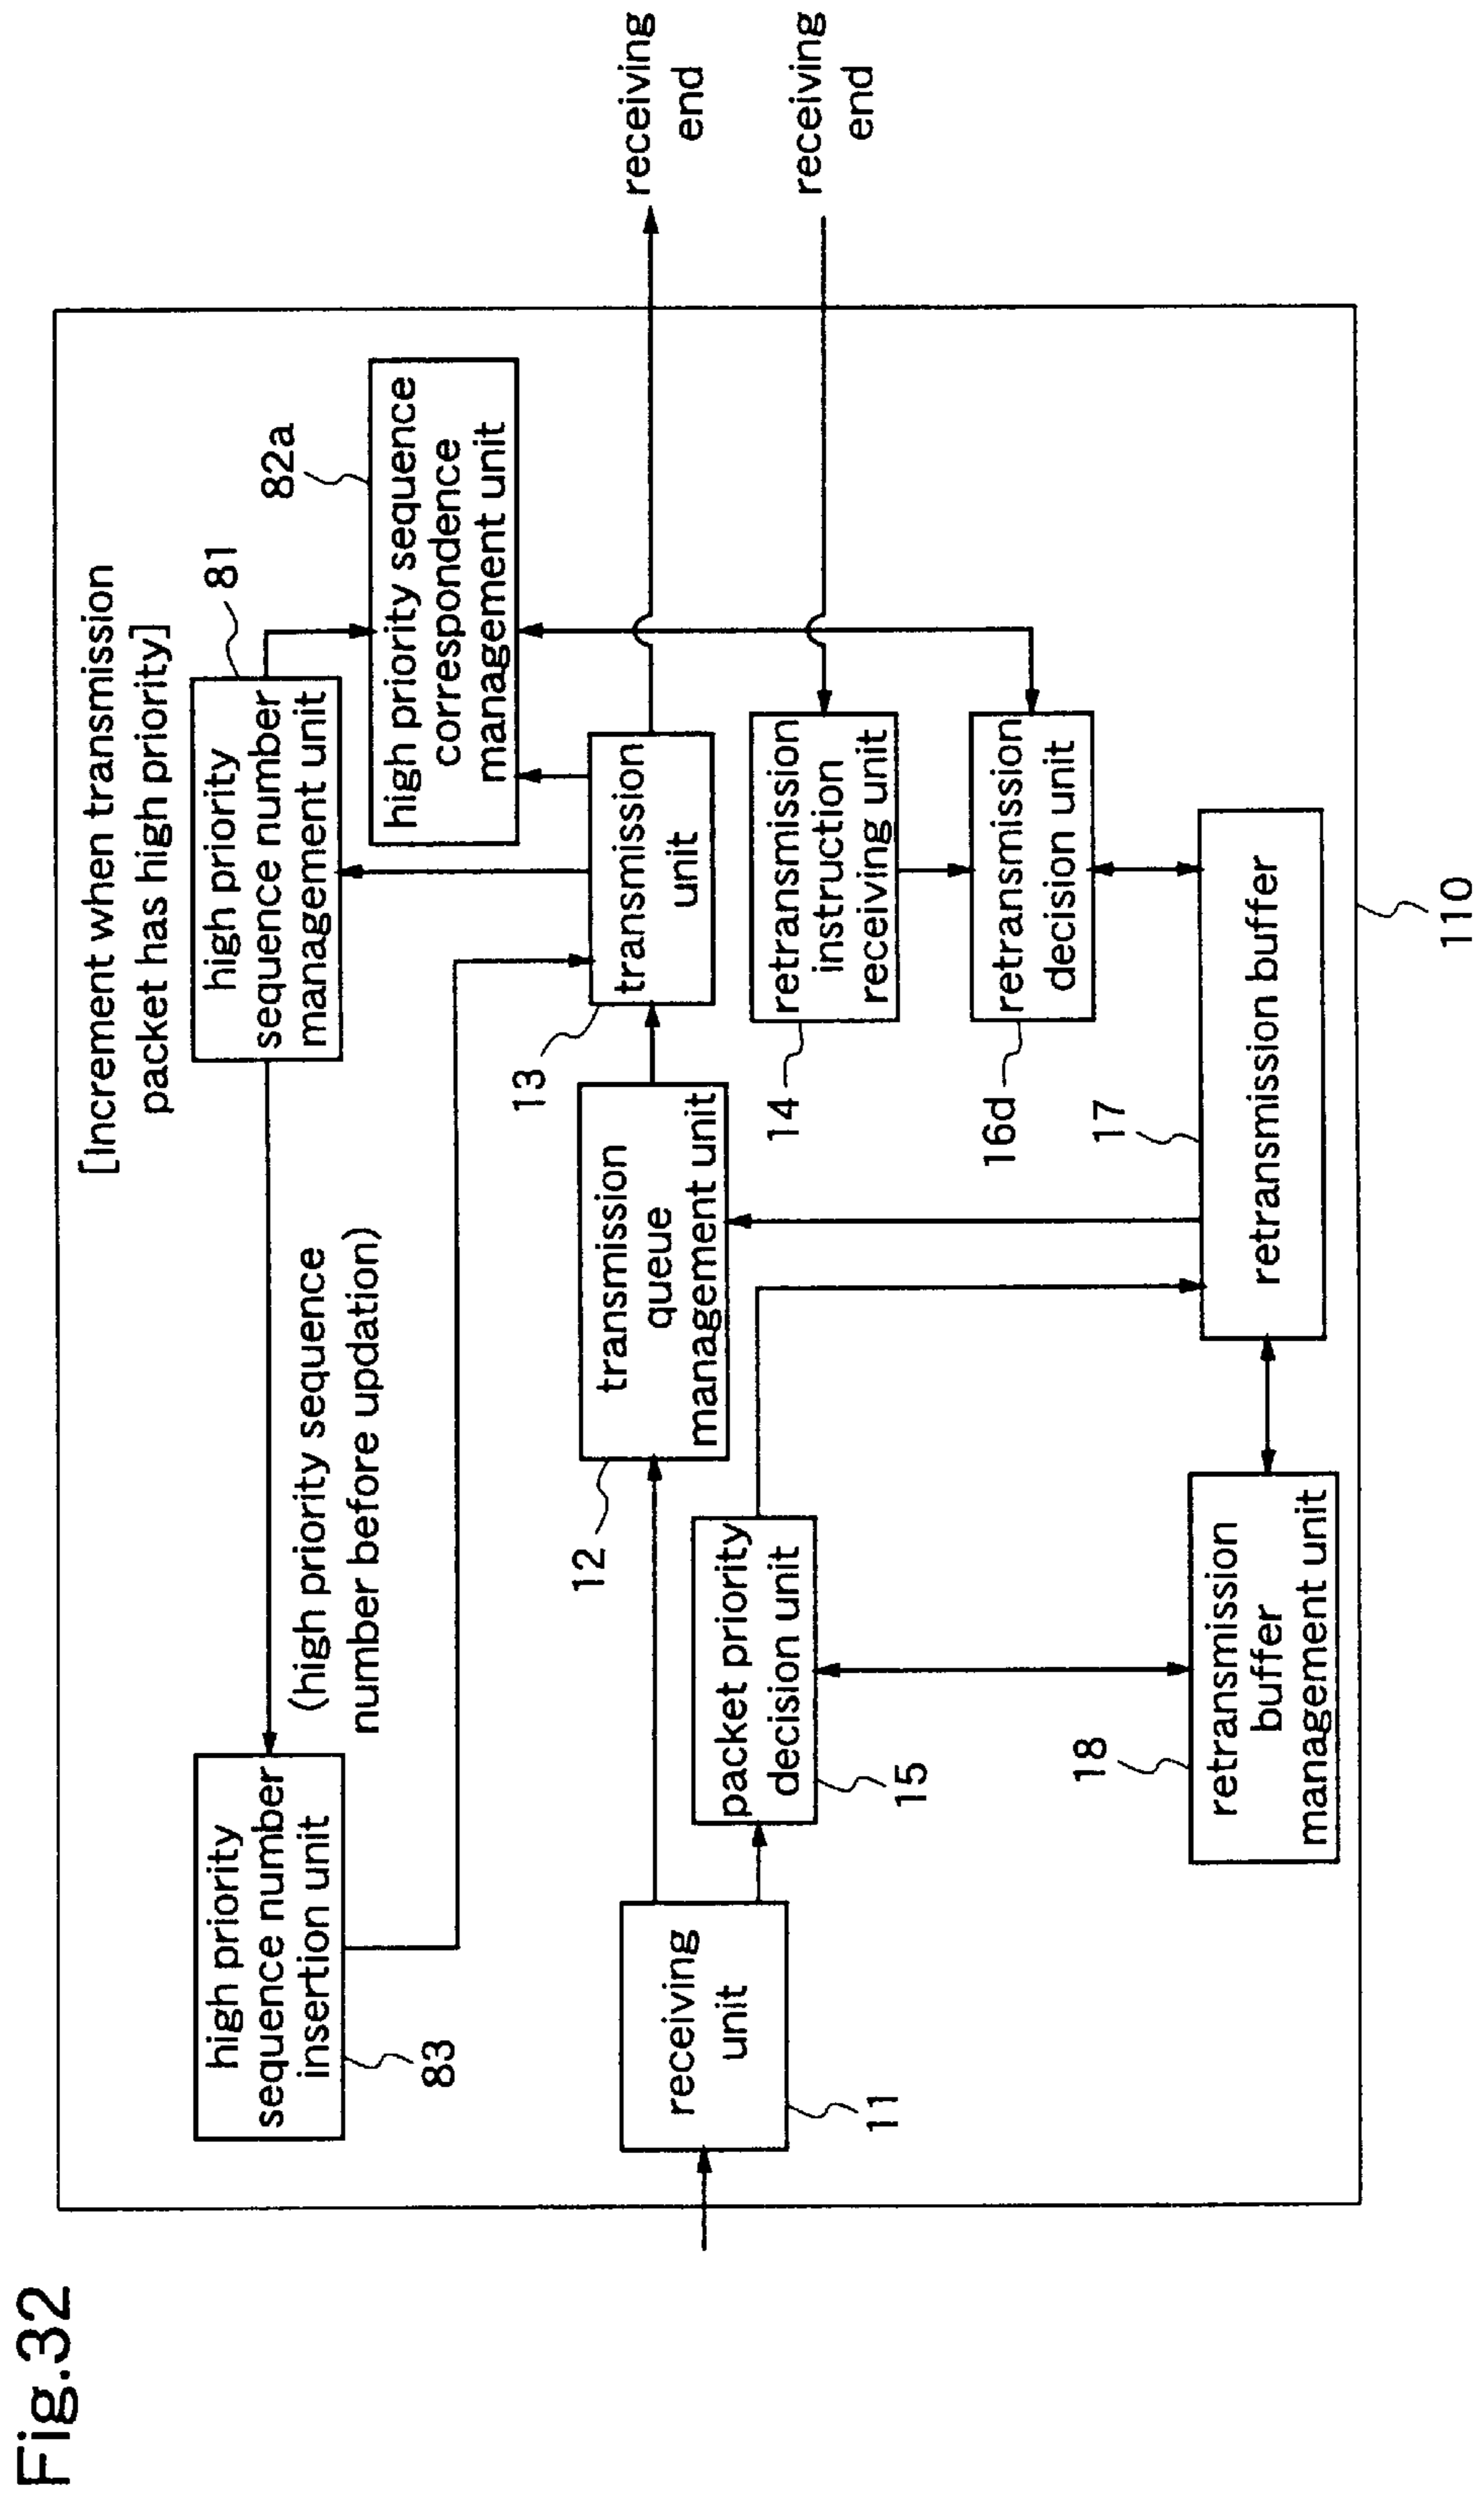 Fig.32
[Increment when transmission
packet has high priority]
high priority
sequence number
insertion unit
83
(high priority sequence
number before updation)
high priority
sequence number
management unit
81
high priority sequence
correspondence
management unit
82a
receiving
unit
11
transmission
queue
management unit
12
transmission
unit
13
receiving
end
receiving
end
packet priority
decision unit
15
retransmission
instruction
receiving unit
14
retransmission
decision unit
16d
retransmission
buffer
management unit
18
retransmission buffer
17
110